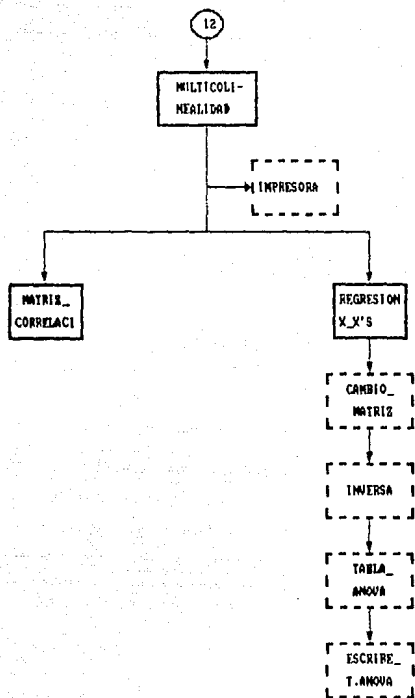 12
MULTICOLI-
NEALIDAD
IMPRESORA
MATRIZ_
CORRELACI
REGRESION
X_X'S
CAMBIO_
MATRIZ
INVERSA
TABLA_
ANOVA
ESCRIBE_
T.ANOVA